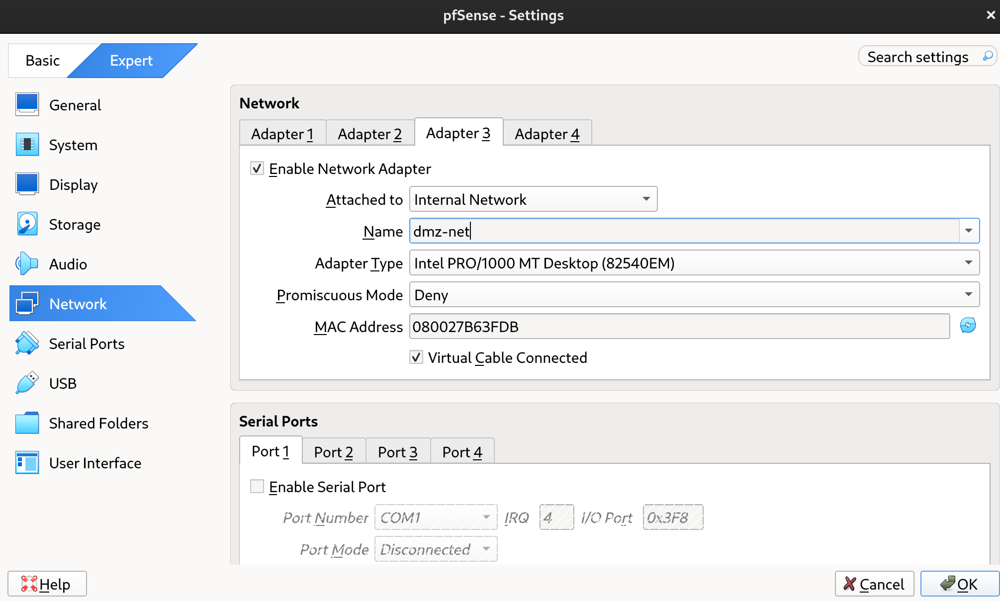 pfSense - Settings
Basic
Expert
Search settings
General
System
Display
Storage
Audio
Network
Serial Ports
USB
Shared Folders
User Interface
Network
Adapter 1
Adapter 2
Adapter 3
Adapter 4
Enable Network Adapter
Attached to Internal Network
Name dmz-net
Adapter Type Intel PRO/1000 MT Desktop (82540EM)
Promiscuous Mode Deny
MAC Address 080027B63FDB
Virtual Cable Connected
Serial Ports
Port 1
Port 2
Port 3
Port 4
Enable Serial Port
Port Number COM1 IRQ 4 I/O Port 0x3F8
Port Mode Disconnected
Help
Cancel
OK